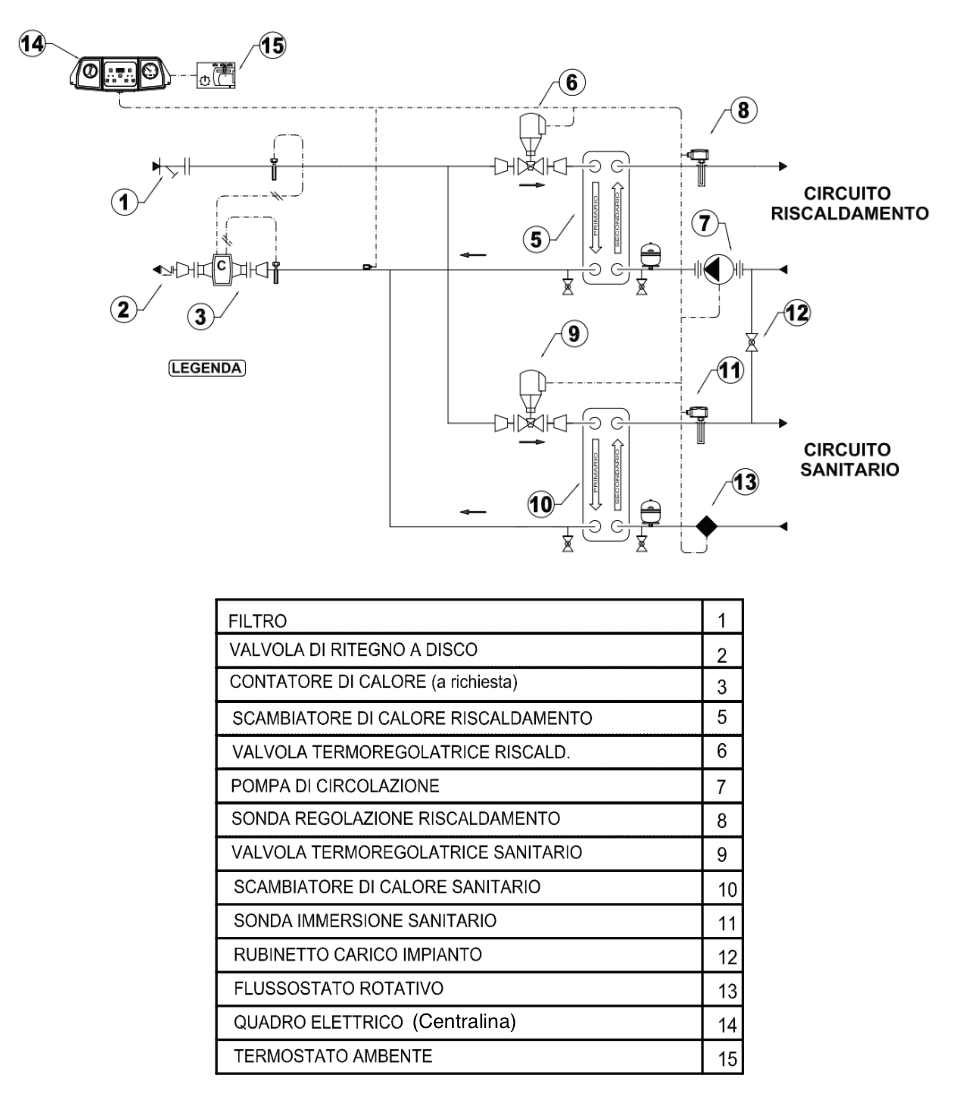 14
15
6
8
1
C
5
PRIMARIO
SECONDARIO
7
CIRCUITO
RISCALDAMENTO
2
3
12
LEGENDA
9
11
10
PRIMARIO
SECONDARIO
CIRCUITO
SANITARIO
13
FILTRO 1
VALVOLA DI RITEGNO A DISCO 2
CONTATORE DI CALORE (a richiesta) 3
SCAMBIATORE DI CALORE RISCALDAMENTO 5
VALVOLA TERMOREGOLATRICE RISCALD. 6
POMPA DI CIRCOLAZIONE 7
SONDA REGOLAZIONE RISCALDAMENTO 8
VALVOLA TERMOREGOLATRICE SANITARIO 9
SCAMBIATORE DI CALORE SANITARIO 10
SONDA IMMERSIONE SANITARIO 11
RUBINETTO CARICO IMPIANTO 12
FLUSSOSTATO ROTATIVO 13
QUADRO ELETTRICO (Centralina) 14
TERMOSTATO AMBENTE 15